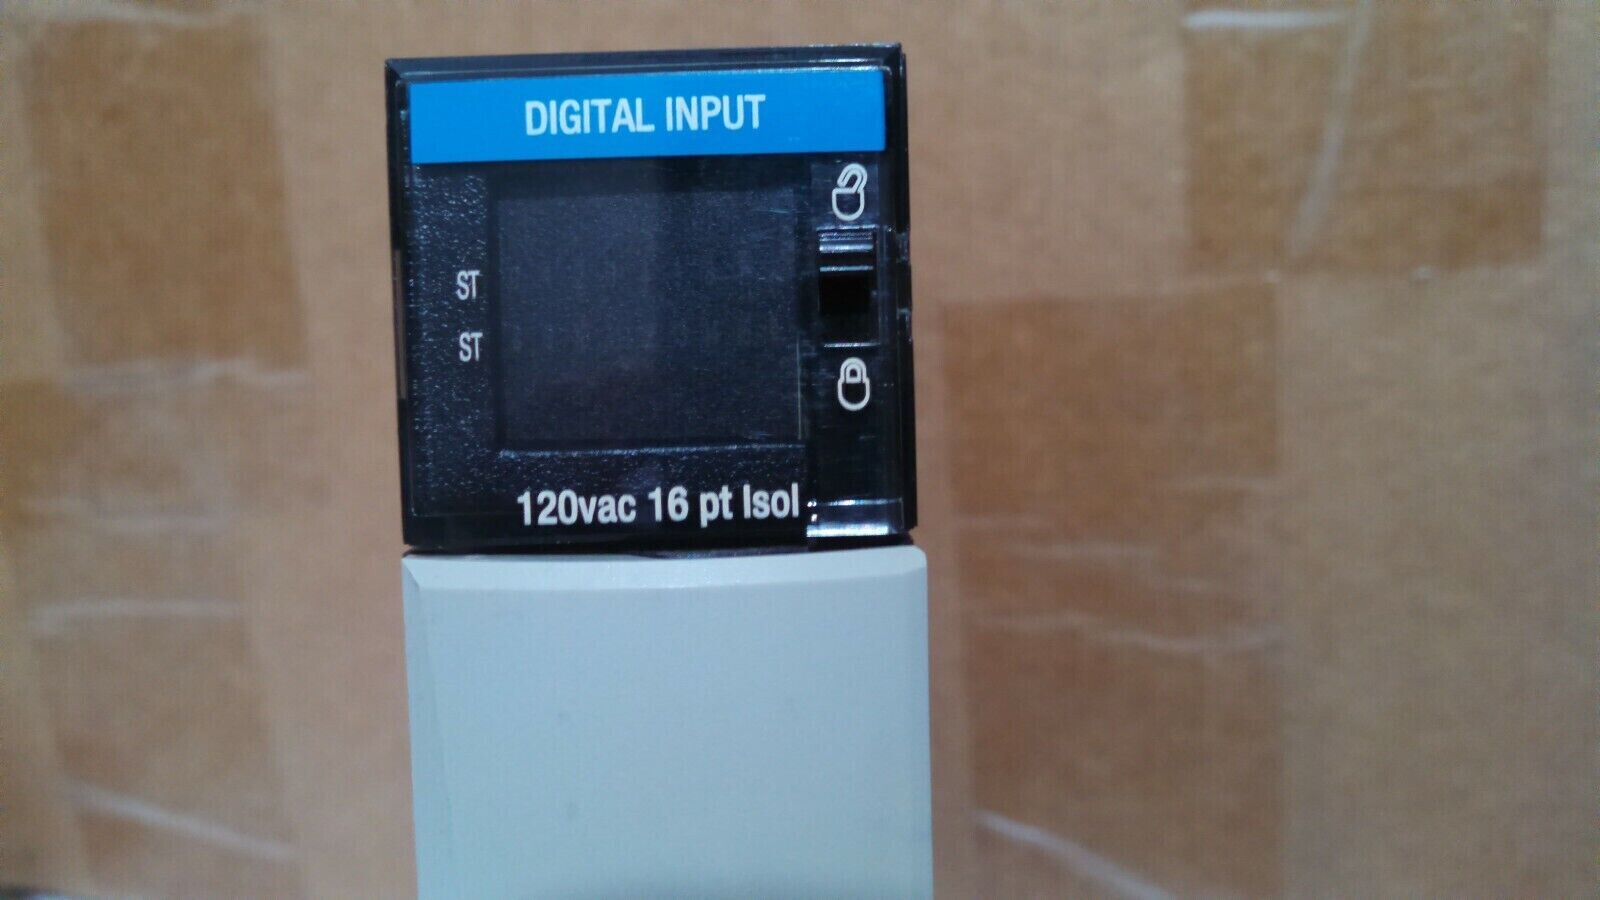 DIGITAL INPUT
ST
ST
120vac 16 pt Isol